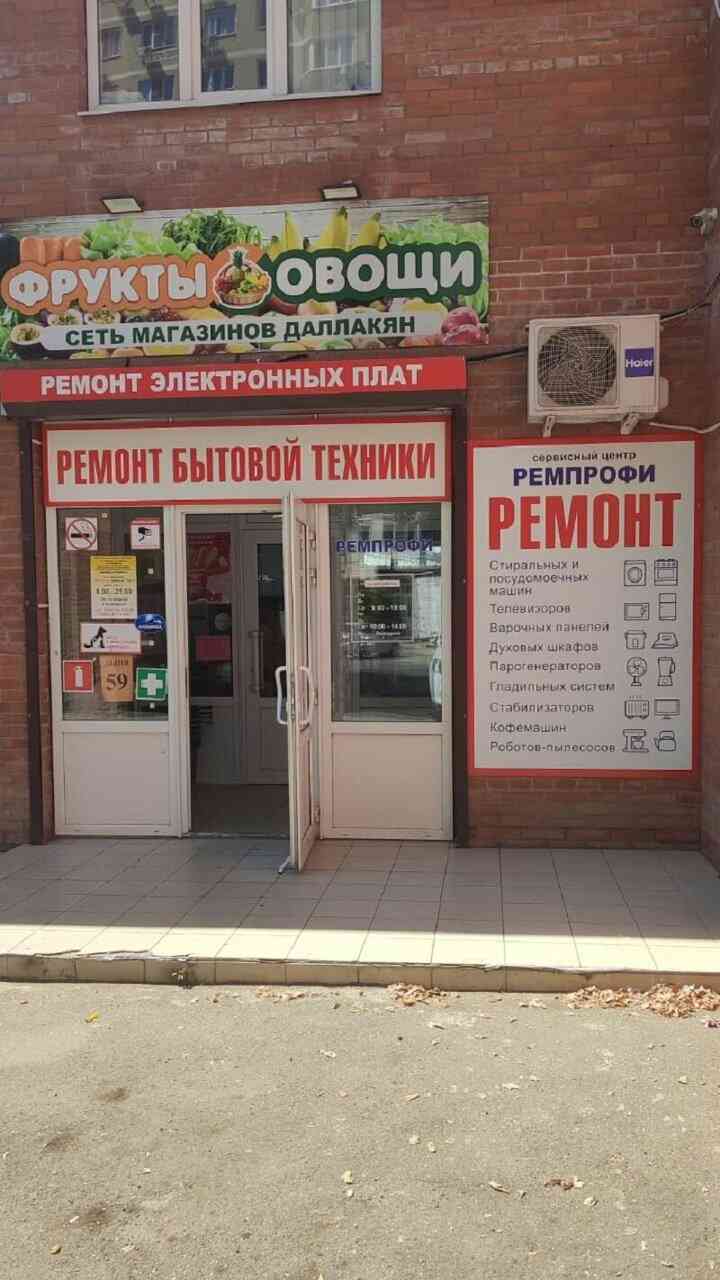 ФРУКТЫ ОВОЩИ
СЕТЬ МАГАЗИНОВ ДАЛЛАКЯН
РЕМОНТ ЭЛЕКТРОННЫХ ПЛАТ
Haier
РЕМОНТ БЫТОВОЙ ТЕХНИКИ
сервисный центр
РЕМПРОФИ
РЕМОНТ
Стиральных и
посудомоечных
машин
Телевизоров
Варочных панелей
Духовых шкафов
Парогенераторов
Гладильных систем
Стабилизаторов
Кофемашин
Роботов-пылесосов
РЕМПРОФИ
59